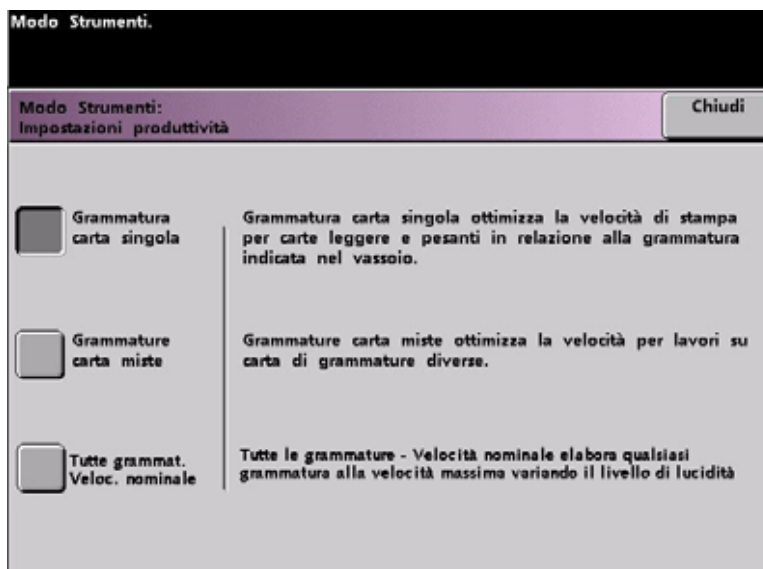 Modo Strumenti.
Modo Strumenti:
Impostazioni produttività
Chiudi
Grammatura
carta singola
Grammatura carta singola ottimizza la velocità di stampa
per carte leggere e pesanti in relazione alla grammatura
indicata nel vassoio.
Grammature
carta miste
Grammature carta miste ottimizza la velocità per lavori su
carta di grammature diverse.
Tutte grammat.
Veloc. nominale
Tutte le grammature - Velocità nominale elabora qualsiasi
grammatura alla velocità massima variando il livello di lucidità